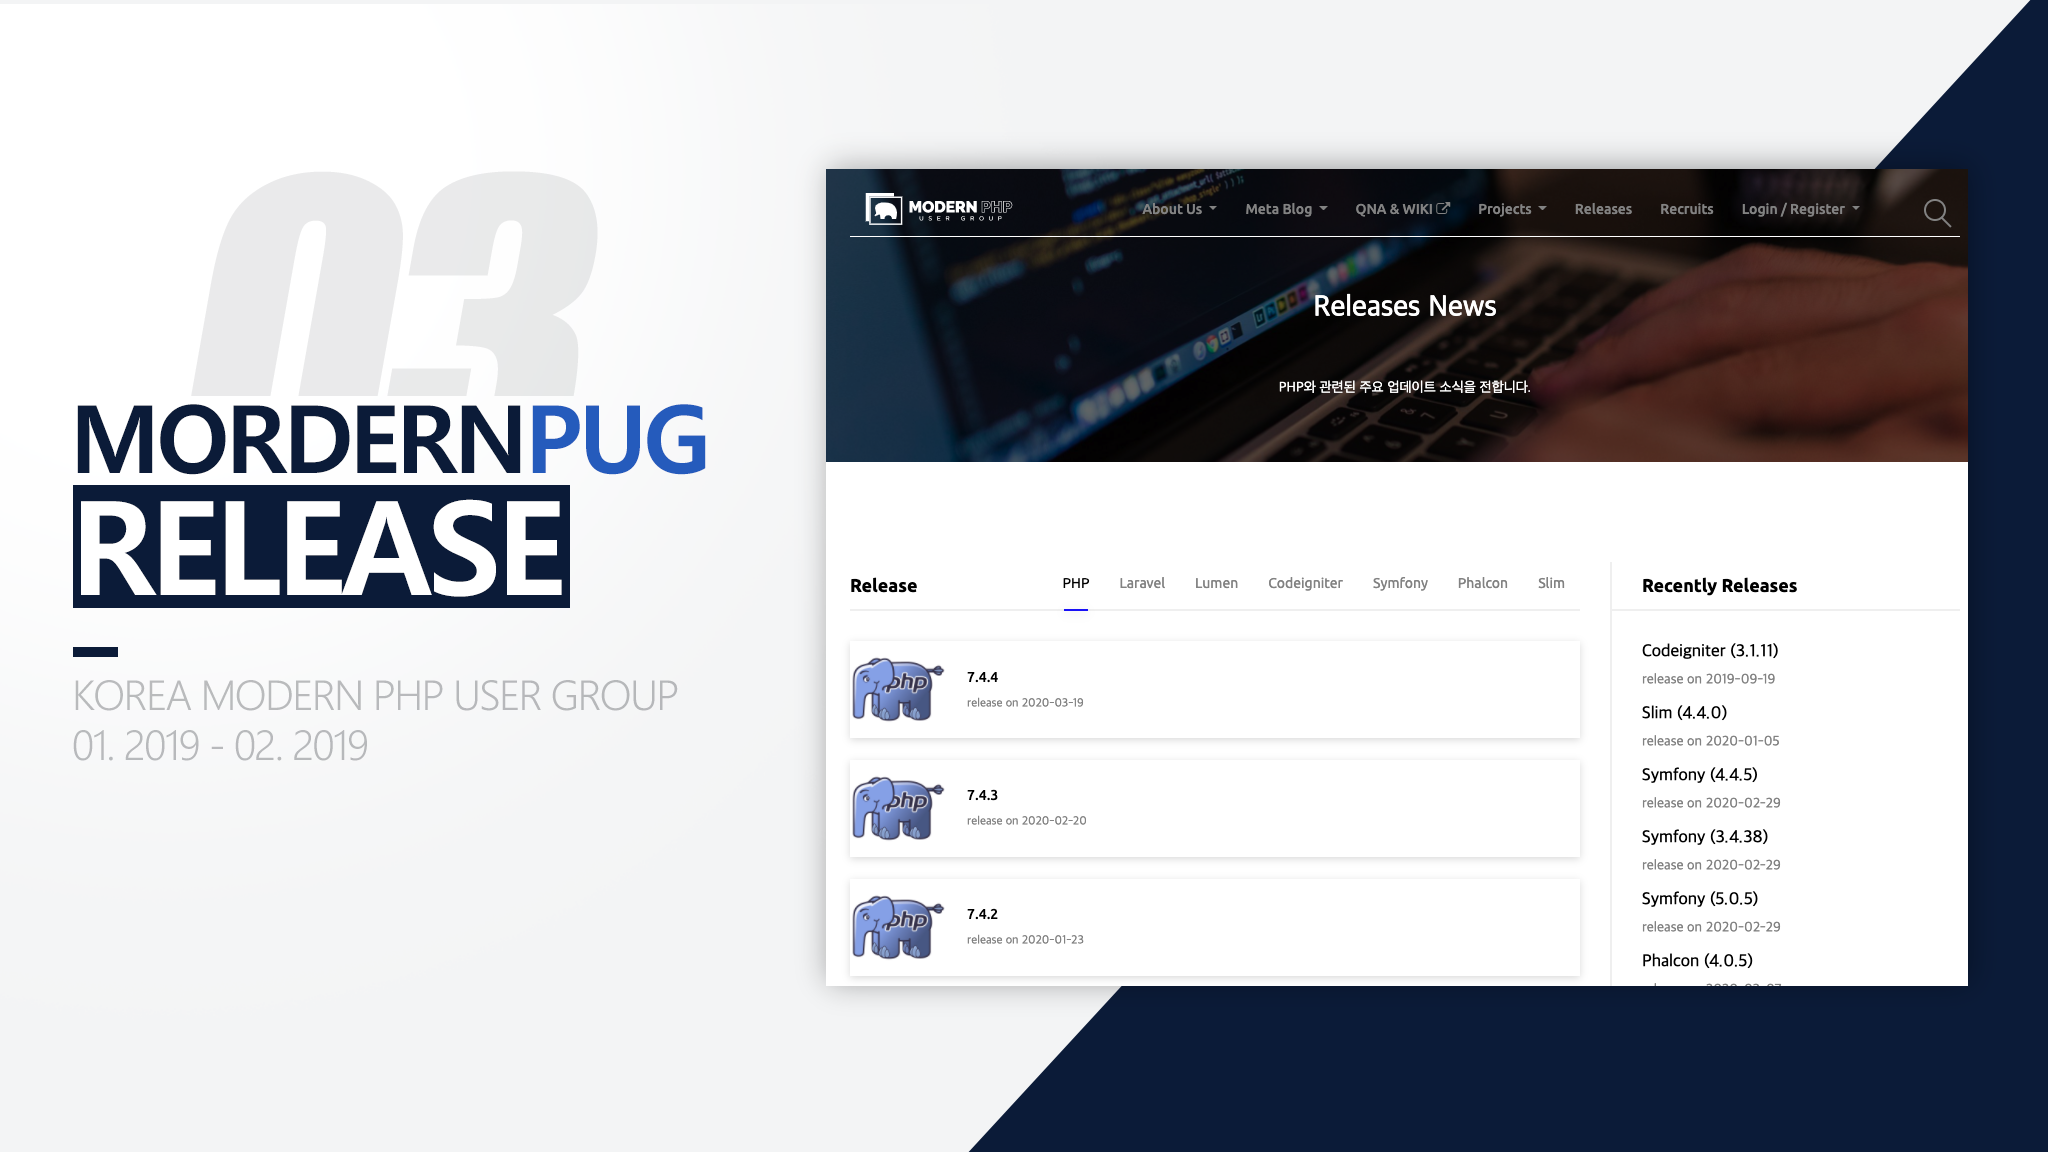 03
MORDERNPUG
RELEASE
KOREA MODERN PHP USER GROUP
01. 2019 - 02. 2019
MODERN PHP
USER GROUP
About Us
Meta Blog
QNA & WIKI
Projects
Releases
Recruits
Login / Register
Releases News
PHP와 관련된 주요 업데이트 소식을 전합니다.
Release
PHP
Laravel
Lumen
Codeigniter
Symfony
Phalcon
Slim
php
7.4.4
release on 2020-03-19
php
7.4.3
release on 2020-02-20
php
7.4.2
release on 2020-01-23
Recently Releases
Codeigniter (3.1.11)
release on 2019-09-19
Slim (4.4.0)
release on 2020-01-05
Symfony (4.4.5)
release on 2020-02-29
Symfony (3.4.38)
release on 2020-02-29
Symfony (5.0.5)
release on 2020-02-29
Phalcon (4.0.5)